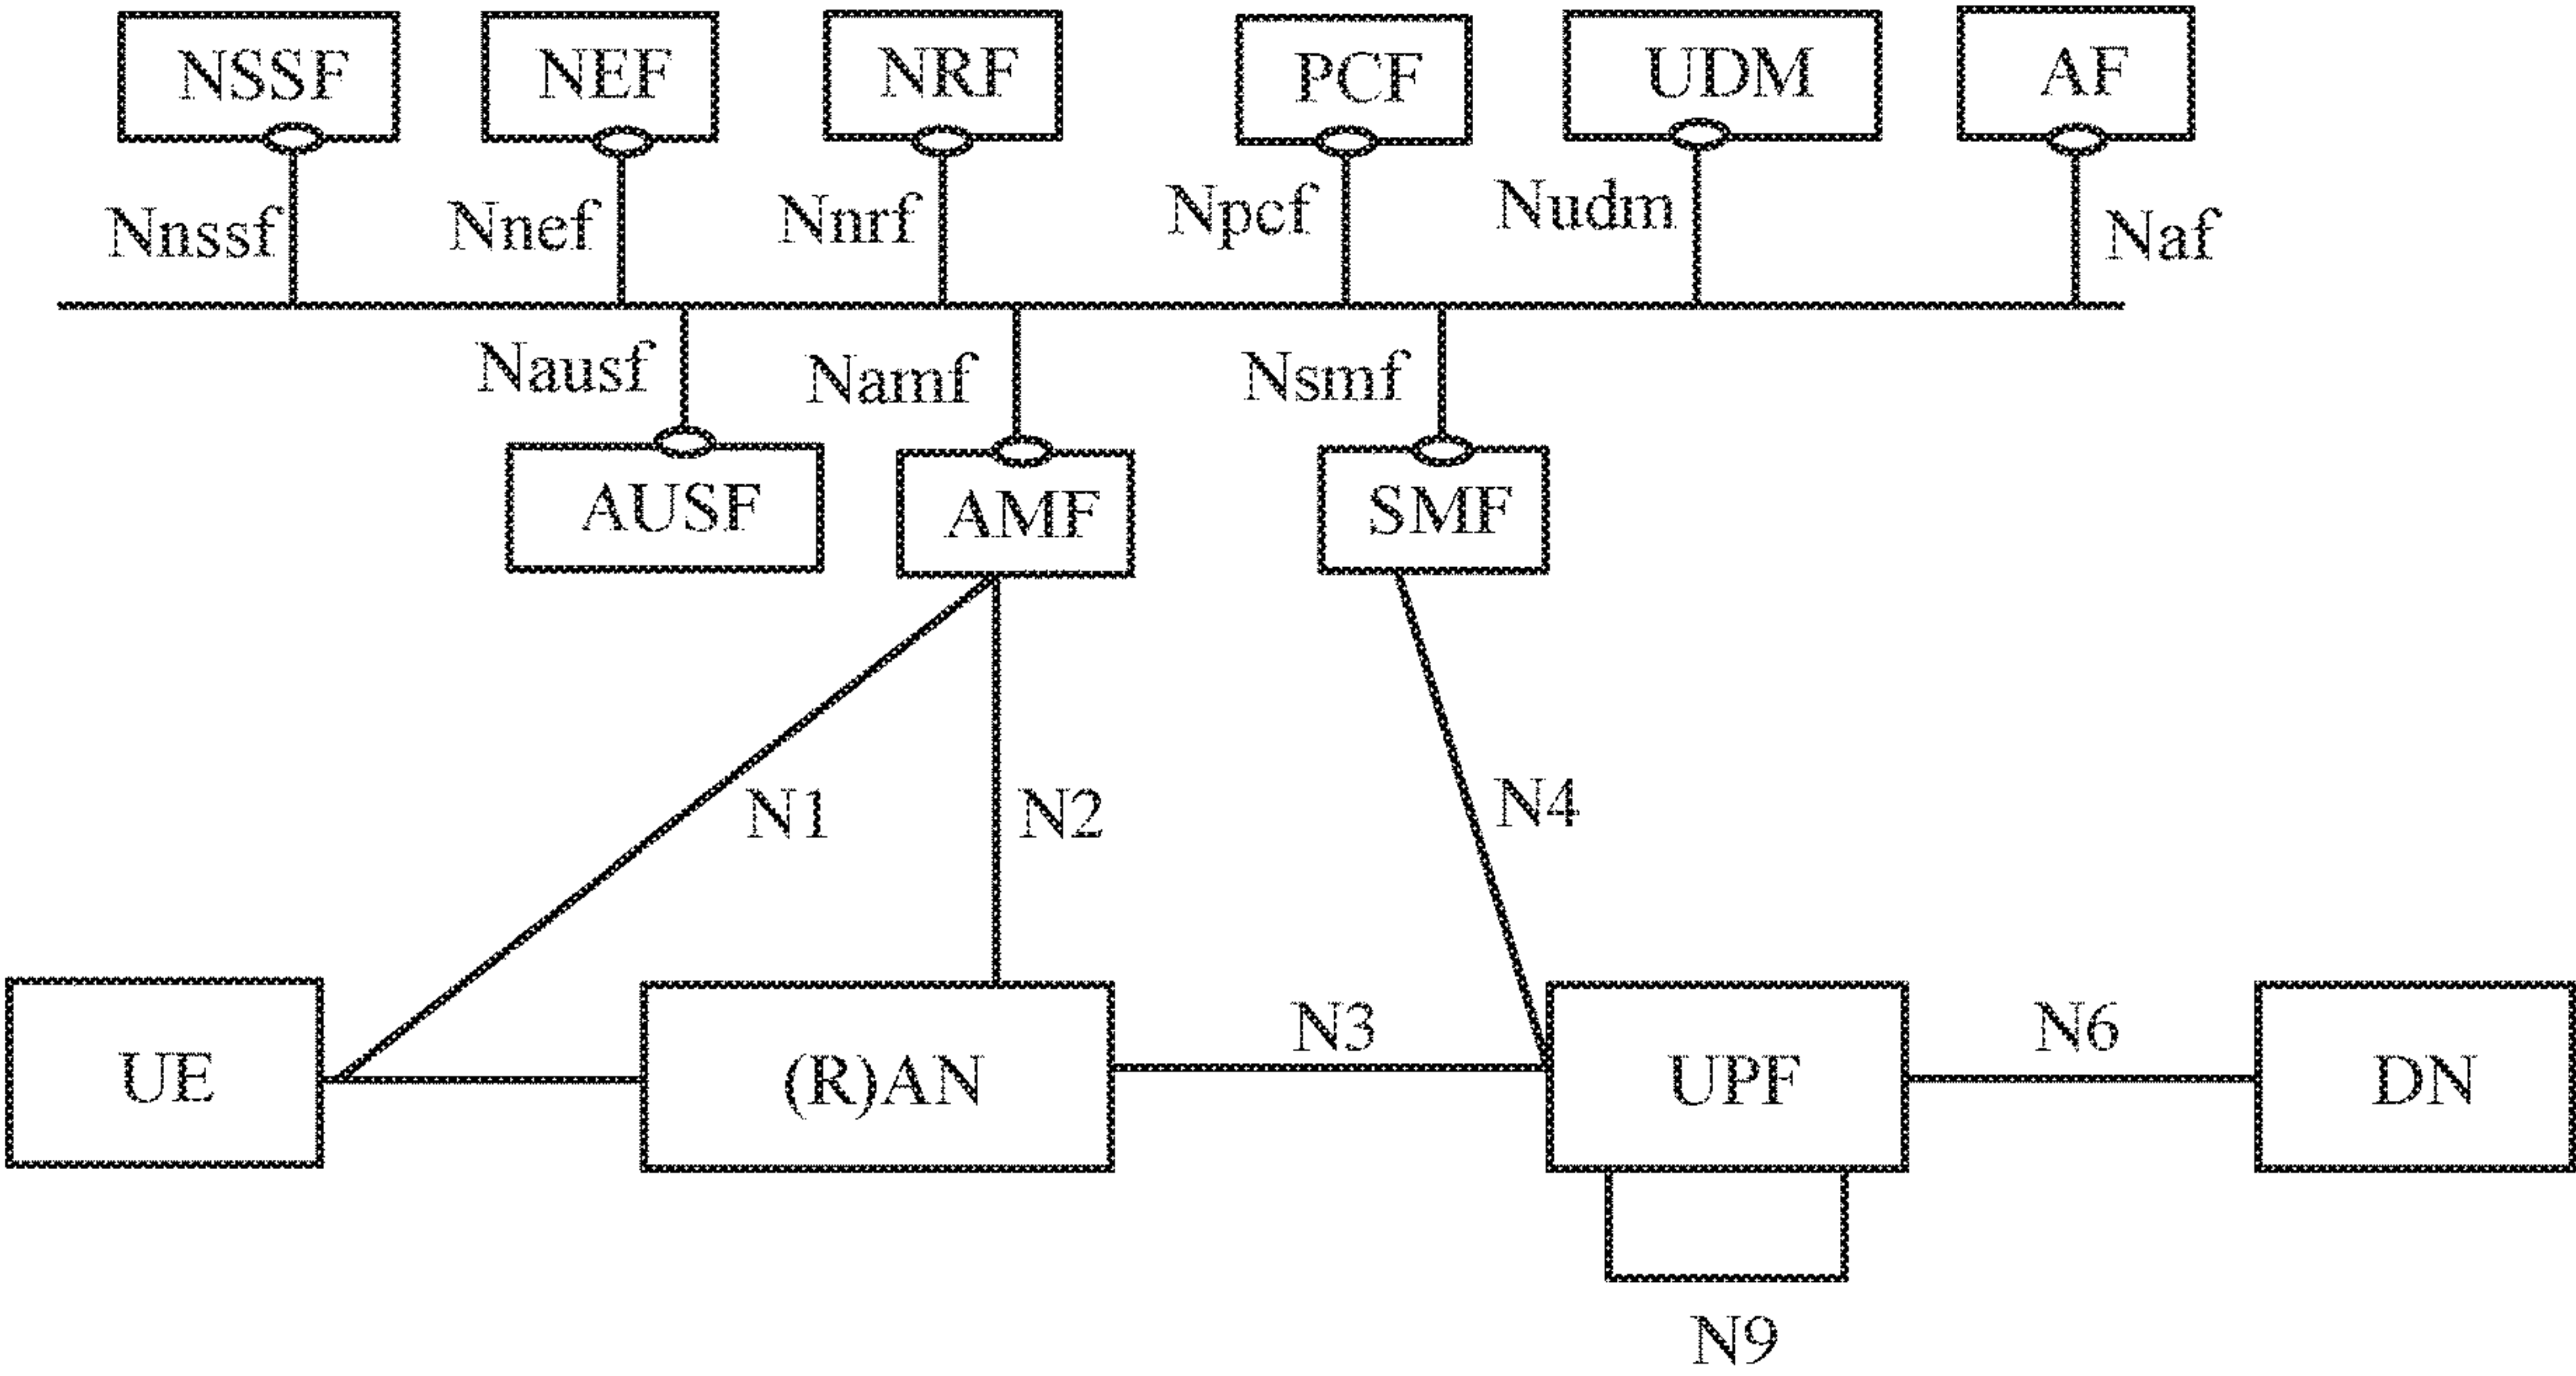 NSSF NEF NRF PCF UDM AF
Nnssf Nnef Nnrf Npcf Nudm Naf
Nausf Namf Nsmf
AUSF AMF SMF
N1 N2 N4
N3 N6
UE (R)AN UPF DN
N9